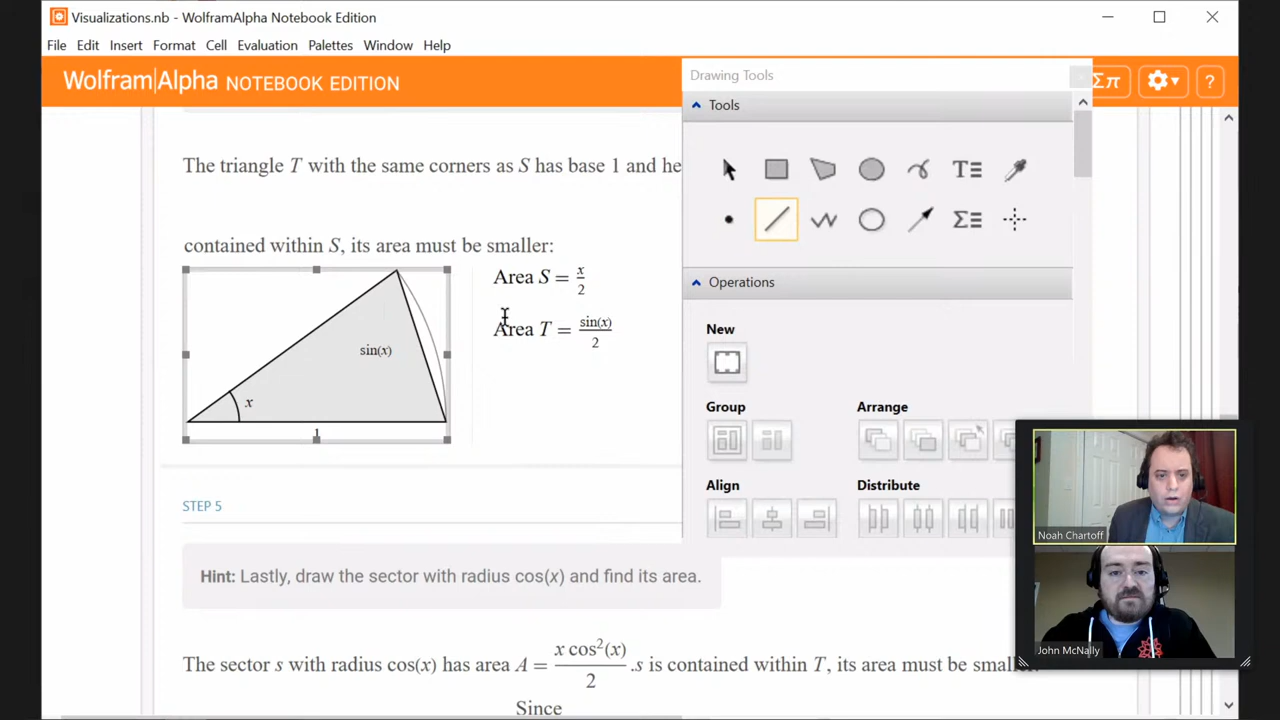 Visualizations.nb - WolframAlpha Notebook Edition
File Edit Insert Format Cell Evaluation Palettes Window Help
Wolfram|Alpha NOTEBOOK EDITION
Σπ
?
Drawing Tools
Tools
Operations
New
Group
Arrange
Align
Distribute
The triangle T with the same corners as S has base 1 and he
contained within S, its area must be smaller:
Area S = x/2
Area T = sin(x)/2
sin(x)
x
1
STEP 5
Hint: Lastly, draw the sector with radius cos(x) and find its area.
The sector s with radius cos(x) has area A = x cos²(x)/2 .s is contained within T, its area must be smaller
Since
Noah Chartoff
John McNally